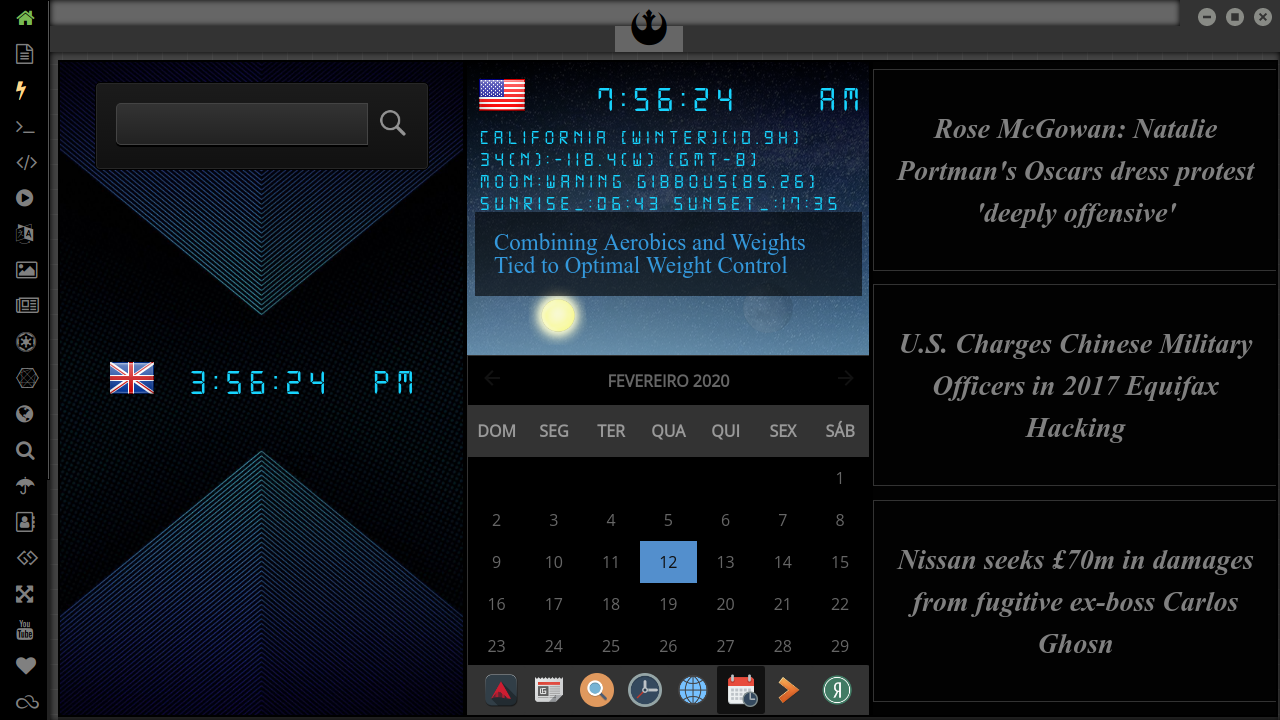 7:56:24 AM
CALIFORNIA [WINTER][10.9H]
34(N):-118.4(W) [GMT-8]
MOON:WANING GIBBOUS[85.26]
SUNRISE_:06:43 SUNSET_:17:35
Combining Aerobics and Weights
Tied to Optimal Weight Control
3:56:24 PM
FEVEREIRO 2020
DOM SEG TER QUA QUI SEX SÁB
1
2 3 4 5 6 7 8
9 10 11 12 13 14 15
16 17 18 19 20 21 22
23 24 25 26 27 28 29
Rose McGowan: Natalie
Portman's Oscars dress protest
'deeply offensive'
U.S. Charges Chinese Military
Officers in 2017 Equifax
Hacking
Nissan seeks £70m in damages
from fugitive ex-boss Carlos
Ghosn
You
Tube
Я